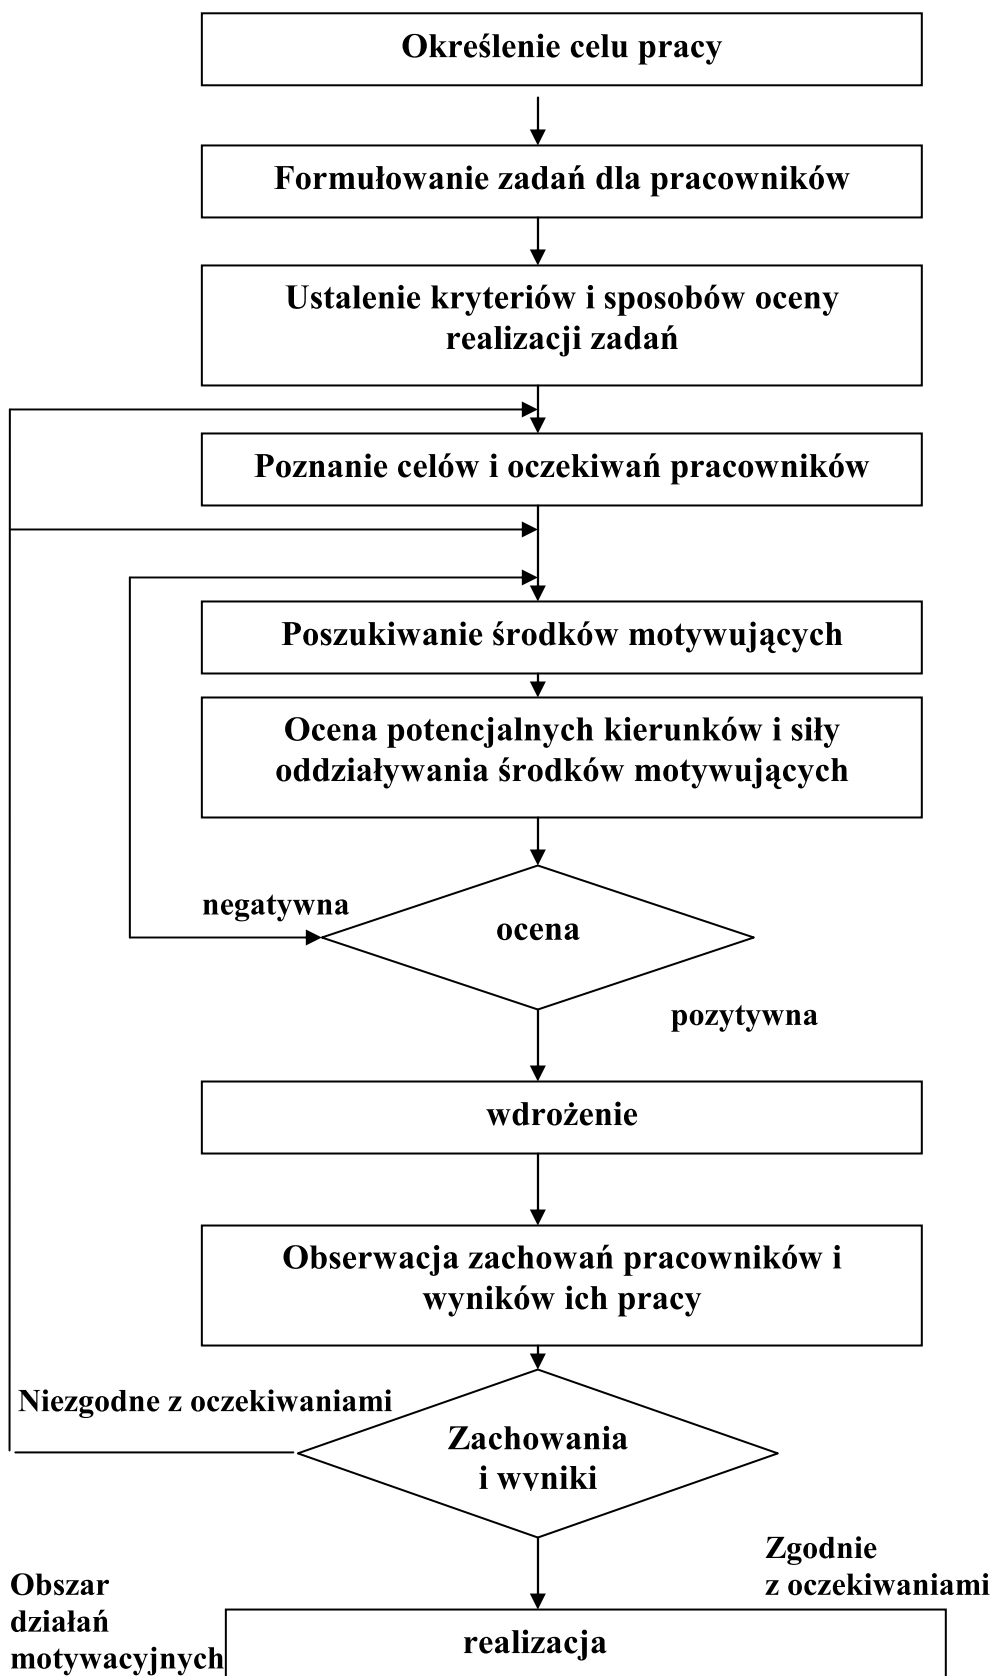 Określenie celu pracy
Formułowanie zadań dla pracowników
Ustalenie kryteriów i sposobów oceny
realizacji zadań
Poznanie celów i oczekiwań pracowników
Poszukiwanie środków motywujących
Ocena potencjalnych kierunków i siły
oddziaływania środków motywujących
negatywna
ocena
pozytywna
wdrożenie
Obserwacja zachowań pracowników i
wyników ich pracy
Niezgodne z oczekiwaniami
Zachowania
i wyniki
Zgodnie
z oczekiwaniami
Obszar
działań
motywacyjnych
realizacja